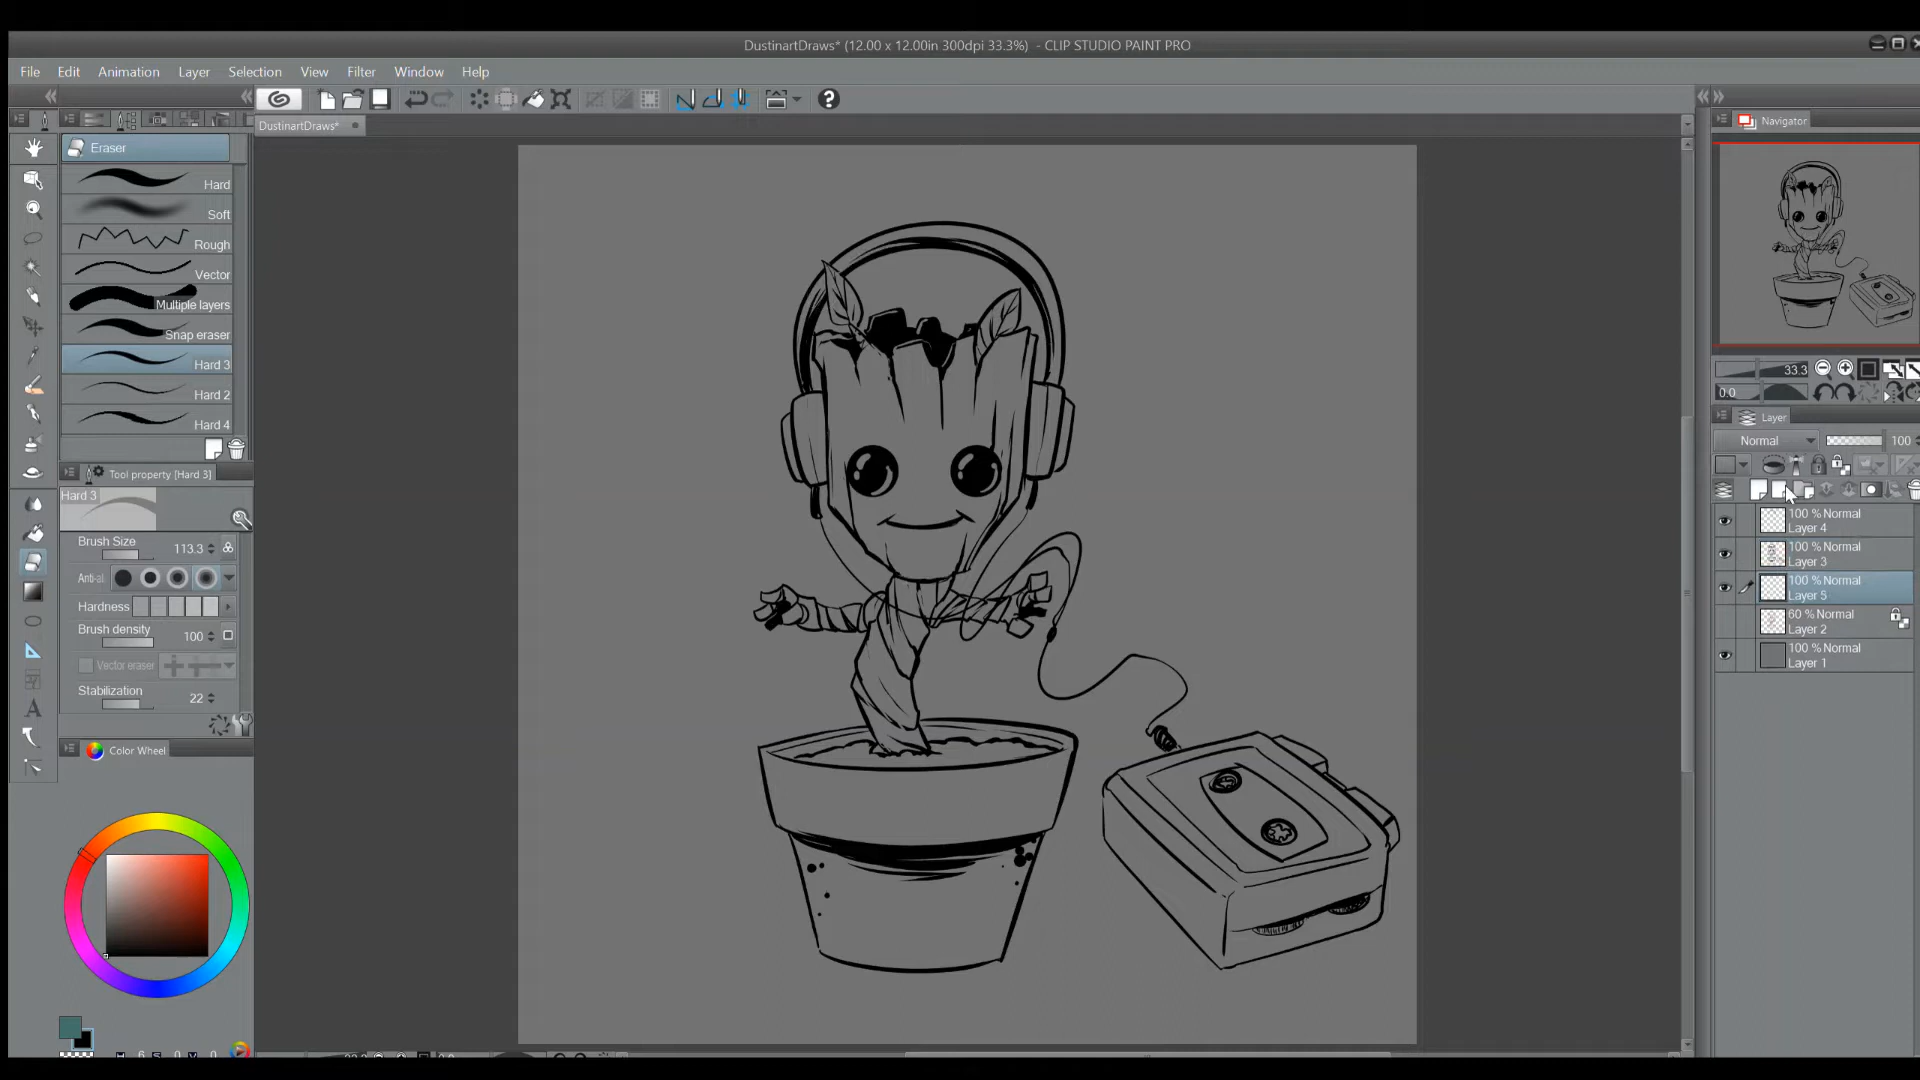 DustinartDraws* (12.00 x 12.00in 300dpi 33.3%) - CLIP STUDIO PAINT PRO
File Edit Animation Layer Selection View Filter Window Help
DustinartDraws*
Navigator
Eraser
Hard
Soft
Rough
Vector
Multiple layers
Snap eraser
Hard 3
Hard 2
Hard 4
Tool property [Hard 3]
Hard 3
Brush Size 113.3
Anti-al
Hardness
Brush density 100
Vector eraser
Stabilization 22
Color Wheel
33.3
0.0
Layer
Normal 100
100 % Normal
Layer 4
100 % Normal
Layer 3
100 % Normal
Layer 5
60 % Normal
Layer 2
100 % Normal
Layer 1